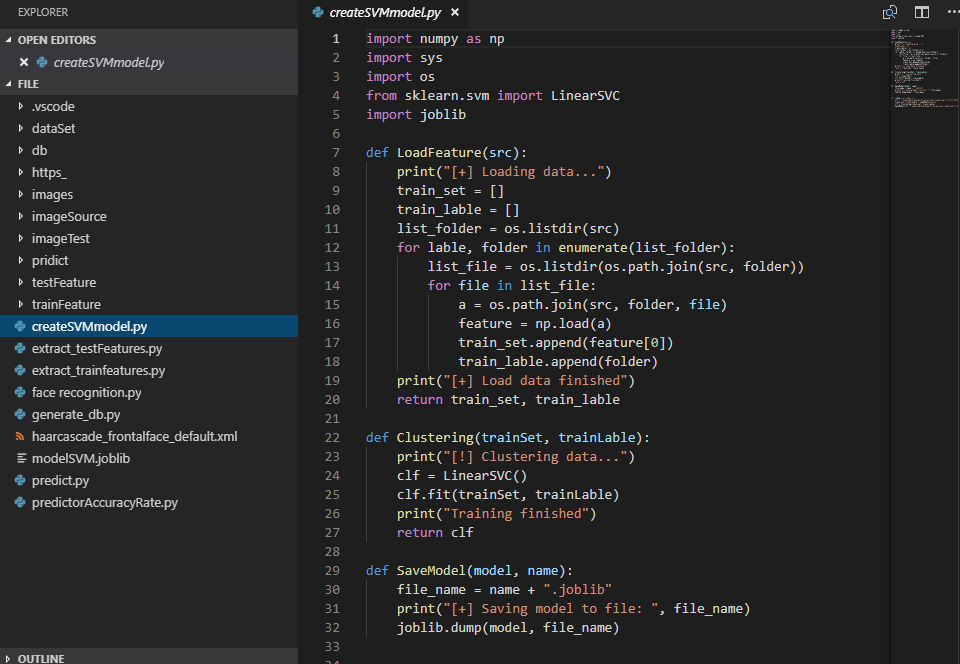 EXPLORER
OPEN EDITORS
createSVMmodel.py
FILE
.vscode
dataSet
db
https_
images
imageSource
imageTest
pridict
testFeature
trainFeature
createSVMmodel.py
extract_testFeatures.py
extract_trainfeatures.py
face recognition.py
generate_db.py
haarcascade_frontalface_default.xml
modelSVM.joblib
predict.py
predictorAccuracyRate.py
OUTLINE
createSVMmodel.py
1 import numpy as np
2 import sys
3 import os
4 from sklearn.svm import LinearSVC
5 import joblib
6
7 def LoadFeature(src):
8     print("[+] Loading data...")
9     train_set = []
10     train_lable = []
11     list_folder = os.listdir(src)
12     for lable, folder in enumerate(list_folder):
13         list_file = os.listdir(os.path.join(src, folder))
14         for file in list_file:
15             a = os.path.join(src, folder, file)
16             feature = np.load(a)
17             train_set.append(feature[0])
18             train_lable.append(folder)
19     print("[+] Load data finished")
20     return train_set, train_lable
21
22 def Clustering(trainSet, trainLable):
23     print("[!] Clustering data...")
24     clf = LinearSVC()
25     clf.fit(trainSet, trainLable)
26     print("Training finished")
27     return clf
28
29 def SaveModel(model, name):
30     file_name = name + ".joblib"
31     print("[+] Saving model to file: ", file_name)
32     joblib.dump(model, file_name)
33